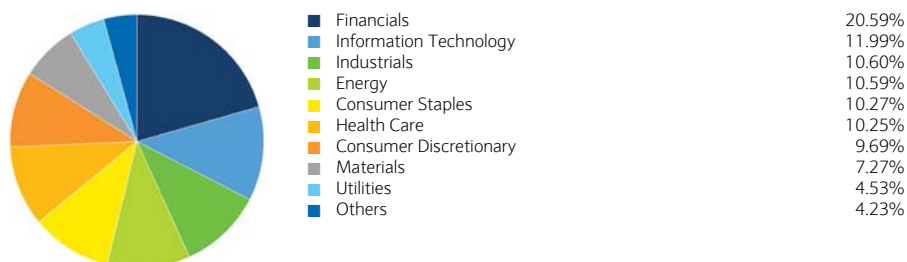 Financials 20.59%
Information Technology 11.99%
Industrials 10.60%
Energy 10.59%
Consumer Staples 10.27%
Health Care 10.25%
Consumer Discretionary 9.69%
Materials 7.27%
Utilities 4.53%
Others 4.23%